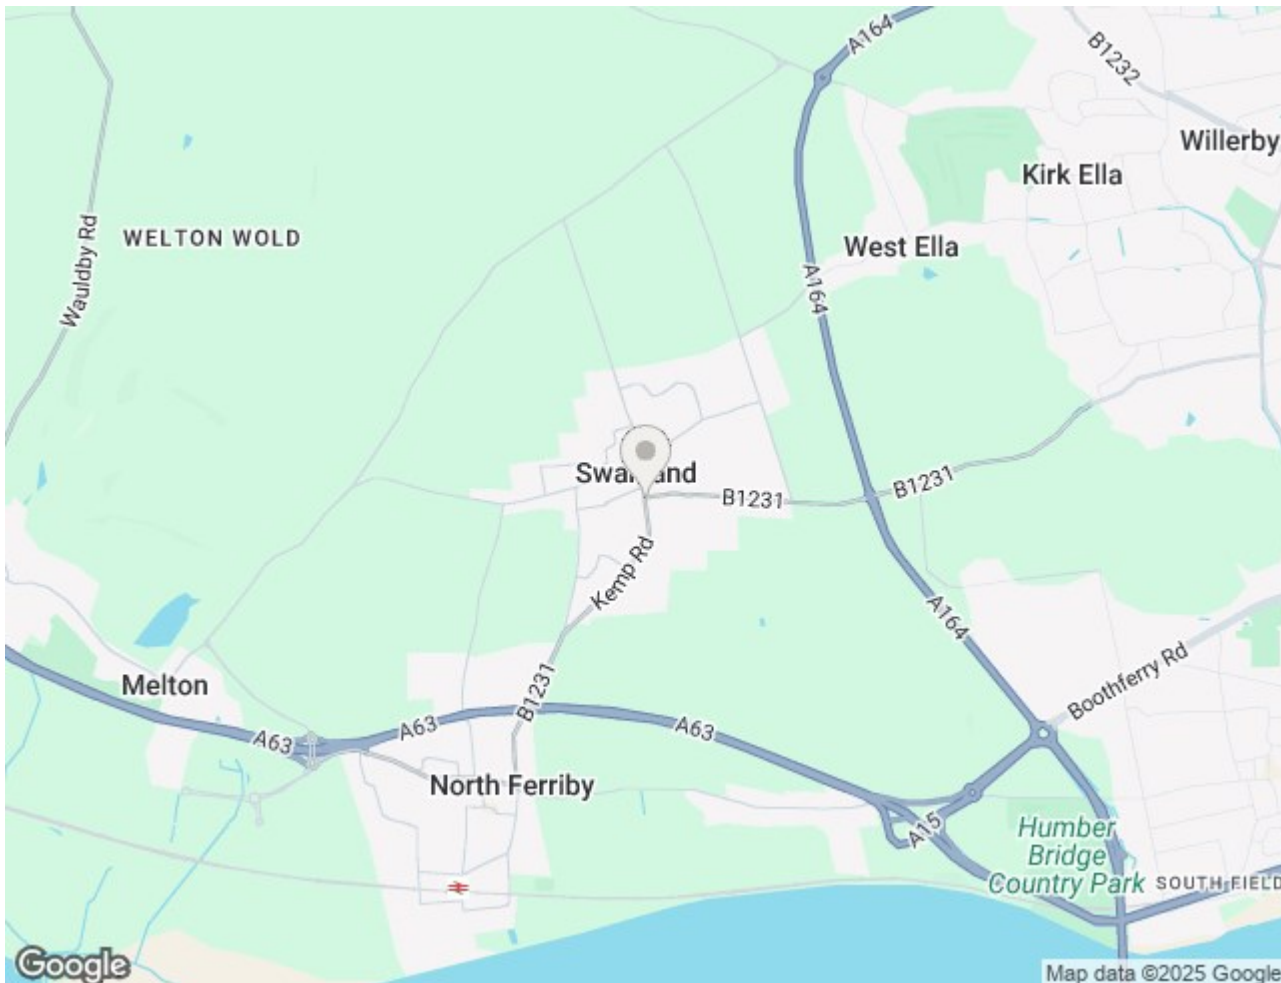 A164
B1232
Willerby
Kirk Ella
WELTON WOLD
West Ella
Wauldby Rd
A164
B1231
B1231
Kemp Rd
A164
Boothferry Rd
Melton
B1231
A63
A63
A63
North Ferriby
A15
Humber
Bridge
Country Park
SOUTH FIELD
Google
Map data ©2025 Google